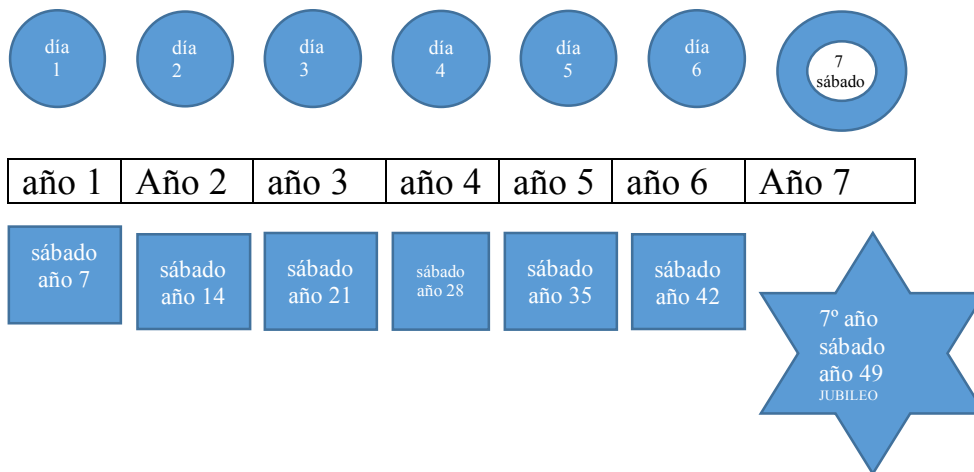 día
1
día
2
día
3
día
4
día
5
día
6
7
sábado
año 1 Año 2 año 3 año 4 año 5 año 6 Año 7
sábado
año 7
sábado
año 14
sábado
año 21
sábado
año 28
sábado
año 35
sábado
año 42
7º año
sábado
año 49
JUBILEO